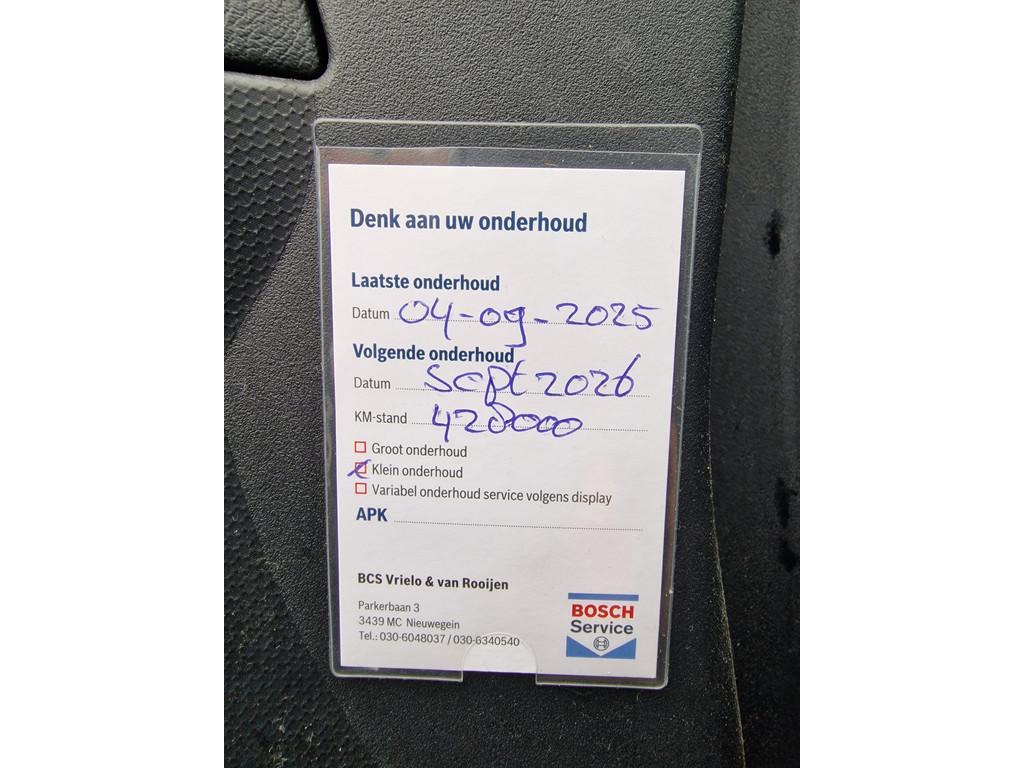 Denk aan uw onderhoud
Laatste onderhoud
Datum 04-09-2025
Volgende onderhoud
Datum Sept 2026
KM-stand 428000
Groot onderhoud
Klein onderhoud
Variabel onderhoud service volgens display
APK
BCS Vrielo & van Rooijen
Parkerbaan 3
3439 MC Nieuwegein
Tel.: 030-6048037 / 030-6340540
BOSCH
Service